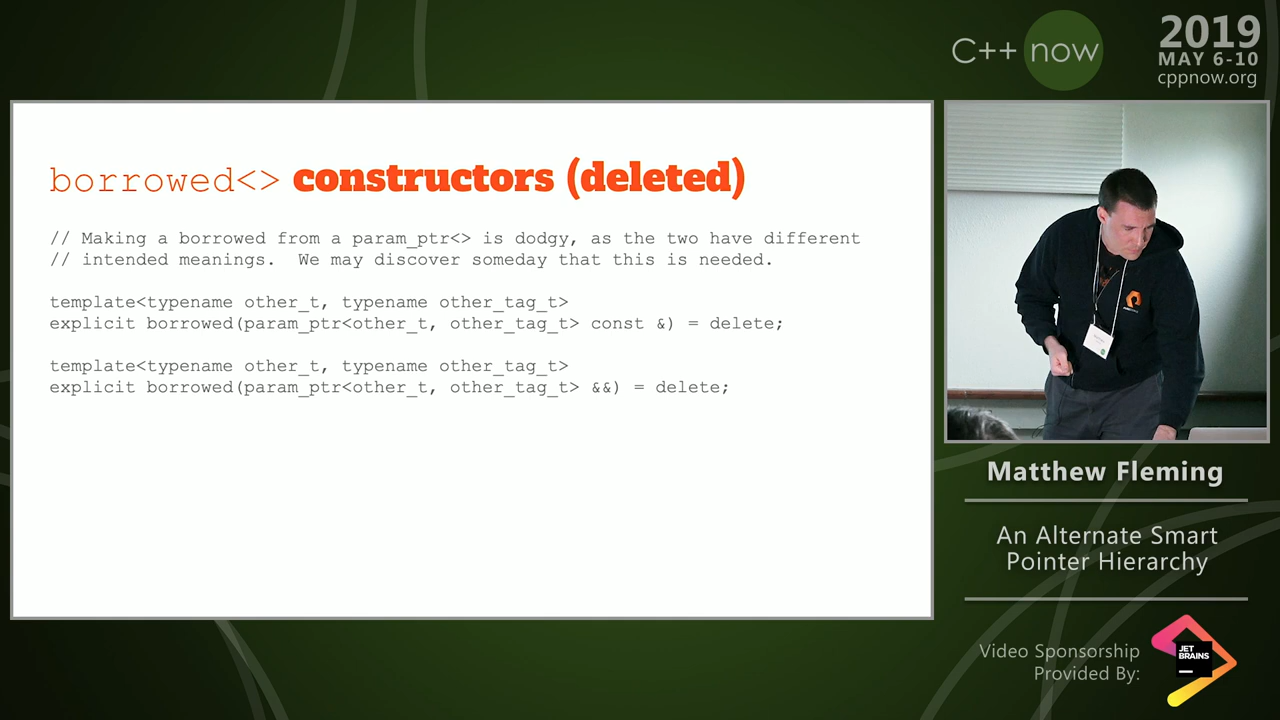 C++ now
2019
MAY 6-10
cppnow.org
borrowed<> constructors (deleted)
// Making a borrowed from a param_ptr<> is dodgy, as the two have different
// intended meanings.  We may discover someday that this is needed.
template<typename other_t, typename other_tag_t>
explicit borrowed(param_ptr<other_t, other_tag_t> const &) = delete;
template<typename other_t, typename other_tag_t>
explicit borrowed(param_ptr<other_t, other_tag_t> &&) = delete;
Matthew Fleming
An Alternate Smart
Pointer Hierarchy
Video Sponsorship
Provided By:
JET
BRAINS